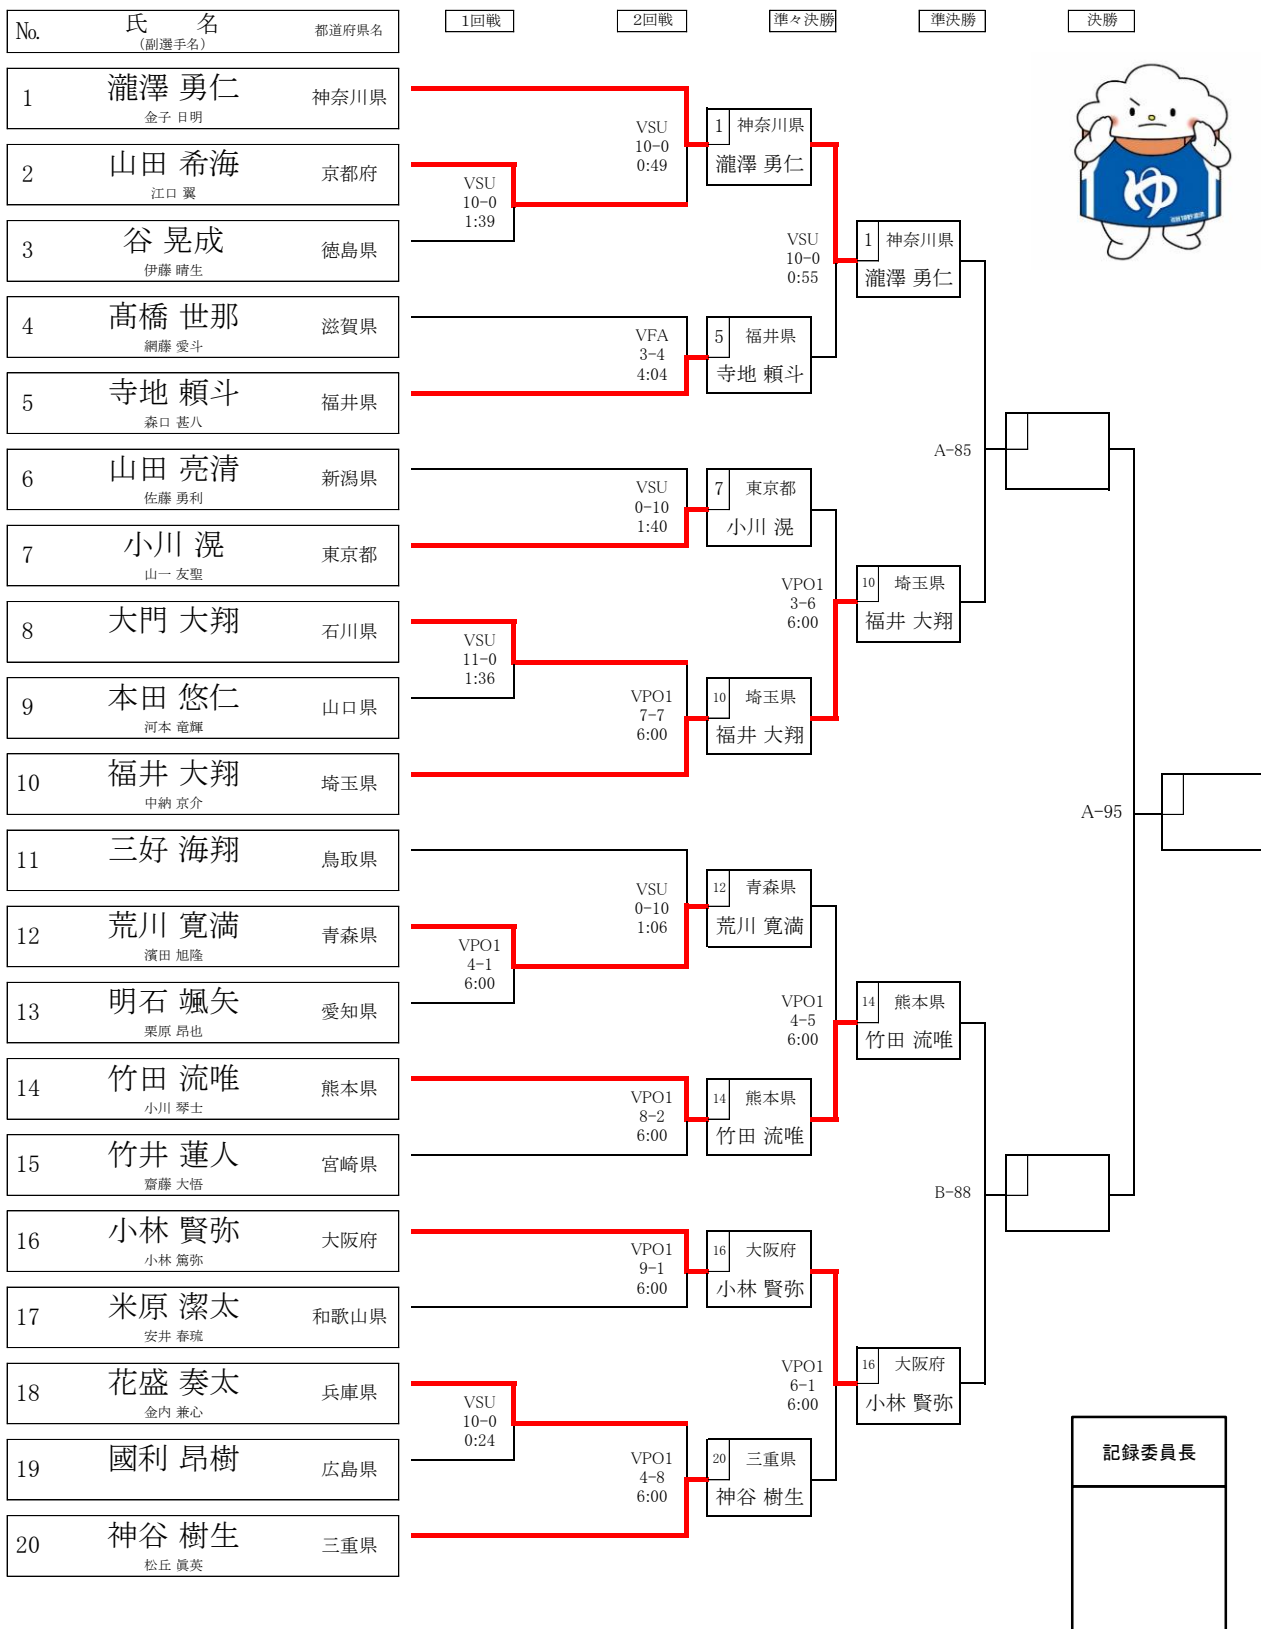 No. 氏 名 都道府県名 1回戦 2回戦 準々決勝 準決勝 決勝
(副選手名)
1 瀧澤 勇仁 神奈川県
金子 日明
2 山田 希海 京都府
江口 翼
3 谷 晃成 徳島県
伊藤 晴生
4 髙橋 世那 滋賀県
網藤 愛斗
5 寺地 頼斗 福井県
森口 甚八
6 山田 亮清 新潟県
佐藤 勇利
7 小川 滉 東京都
山一 友聖
8 大門 大翔 石川県
9 本田 悠仁 山口県
河本 竜輝
10 福井 大翔 埼玉県
中納 京介
11 三好 海翔 鳥取県
12 荒川 寛満 青森県
濱田 旭隆
13 明石 颯矢 愛知県
栗原 昂也
14 竹田 流唯 熊本県
小川 琴士
15 竹井 蓮人 宮崎県
齋藤 大悟
16 小林 賢弥 大阪府
小林 篤弥
17 米原 潔太 和歌山県
安井 春琉
18 花盛 奏太 兵庫県
金内 兼心
19 國利 昂樹 広島県
20 神谷 樹生 三重県
松丘 眞英
VSU
10-0
1:39
VSU
11-0
1:36
VPO1
4-1
6:00
VSU
10-0
0:24
VSU
10-0
0:49
VFA
3-4
4:04
VSU
0-10
1:40
VPO1
7-7
6:00
VSU
0-10
1:06
VPO1
8-2
6:00
VPO1
9-1
6:00
VPO1
4-8
6:00
1 神奈川県
瀧澤 勇仁
5 福井県
寺地 頼斗
7 東京都
小川 滉
10 埼玉県
福井 大翔
12 青森県
荒川 寛満
14 熊本県
竹田 流唯
16 大阪府
小林 賢弥
20 三重県
神谷 樹生
VSU
10-0
0:55
VPO1
3-6
6:00
VPO1
4-5
6:00
VPO1
6-1
6:00
1 神奈川県
瀧澤 勇仁
10 埼玉県
福井 大翔
14 熊本県
竹田 流唯
16 大阪府
小林 賢弥
A-85
B-88
A-95
ゆ
記録委員長